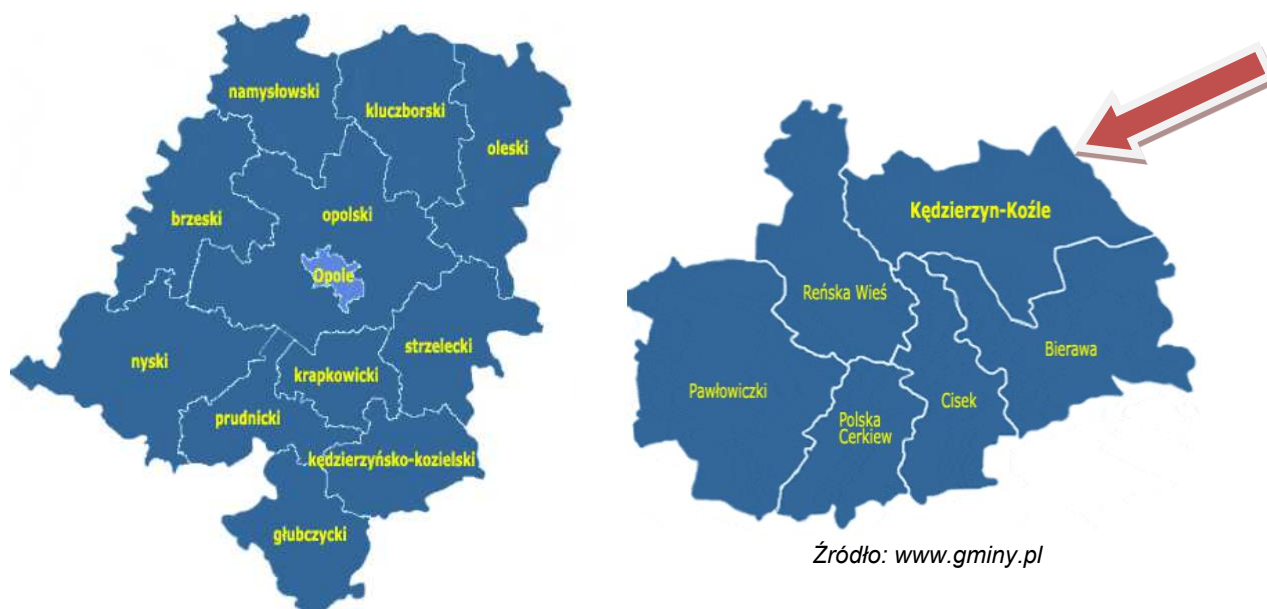 namysłowski
kluczborski
oleski
brzeski
opolski
Opole
nyski
strzelecki
krapkowicki
prudnicki
kędzierzyńsko-kozielski
głubczycki
Kędzierzyn-Koźle
Reńska Wieś
Bierawa
Pawłowiczki
Cisek
Polska
Cerkiew
Źródło: www.gminy.pl